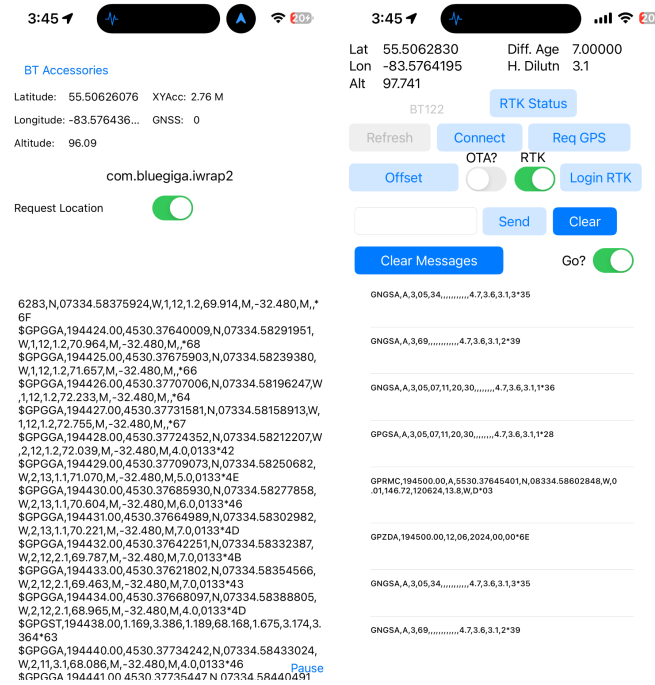 3:45
20
BT Accessories
Latitude: 55.50626076 XYAcc: 2.76 M
Longitude: -83.576436... GNSS: 0
Altitude: 96.09
com.bluegiga.iwrap2
Request Location
6283,N,07334.58375924,W,1,12,1.2,69.914,M,-32.480,M,,*
6F
$GPGGA,194424.00,4530.37640009,N,07334.58291951,
W,1,12,1.2,70.964,M,-32.480,M,,*68
$GPGGA,194425.00,4530.37675903,N,07334.58239380,
W,1,12,1.2,71.657,M,-32.480,M,,*66
$GPGGA,194426.00,4530.37707006,N,07334.58196247,W
,1,12,1.2,72.233,M,-32.480,M,,*64
$GPGGA,194427.00,4530.37731581,N,07334.58158913,W,
1,12,1.2,72.755,M,-32.480,M,,*67
$GPGGA,194428.00,4530.37724352,N,07334.58212207,W
,2,12,1.2,72.039,M,-32.480,M,4.0,0133*42
$GPGGA,194429.00,4530.37709073,N,07334.58250682,
W,2,13,1.1,71.070,M,-32.480,M,5.0,0133*4E
$GPGGA,194430.00,4530.37685930,N,07334.58277858,
W,2,13,1.1,70.604,M,-32.480,M,6.0,0133*46
$GPGGA,194431.00,4530.37664989,N,07334.58302982,
W,2,13,1.1,70.221,M,-32.480,M,7.0,0133*4D
$GPGGA,194432.00,4530.37642251,N,07334.58332387,
W,2,12,2.1,69.787,M,-32.480,M,7.0,0133*4B
$GPGGA,194433.00,4530.37621802,N,07334.58354566,
W,2,12,2.1,69.463,M,-32.480,M,7.0,0133*43
$GPGGA,194434.00,4530.37668097,N,07334.58388805,
W,2,12,2.1,68.965,M,-32.480,M,4.0,0133*4D
$GPGST,194438.00,1.169,3.386,1.189,68.168,1.675,3.174,3.
364*63
$GPGGA,194440.00,4530.37734242,N,07334.58433024,
W,2,11,3.1,68.086,M,-32.480,M,4.0,0133*46
Pause
$GPGGA,194441.00,4530.37735447,N,07334.58440491
3:45
20
Lat 55.5062830 Diff. Age 7.00000
Lon -83.5764195 H. Dilutn 3.1
Alt 97.741
BT122
RTK Status
Refresh
Connect
Req GPS
OTA? RTK
Offset
Login RTK
Send
Clear
Clear Messages
Go?
GNGSA,A,3,05,34,,,,,,,,,,,4.7,3.6,3.1,3*35
GNGSA,A,3,69,,,,,,,,,,,,4.7,3.6,3.1,2*39
GNGSA,A,3,05,07,11,20,30,,,,,,,,4.7,3.6,3.1,1*36
GPGSA,A,3,05,07,11,20,30,,,,,,,,4.7,3.6,3.1,1*28
GPRMC,194500.00,A,5530.37645401,N,08334.58602848,W,0
.01,146.72,120624,13.8,W,D*03
GPZDA,194500.00,12,06,2024,00,00*6E
GNGSA,A,3,05,34,,,,,,,,,,,4.7,3.6,3.1,3*35
GNGSA,A,3,69,,,,,,,,,,,,4.7,3.6,3.1,2*39